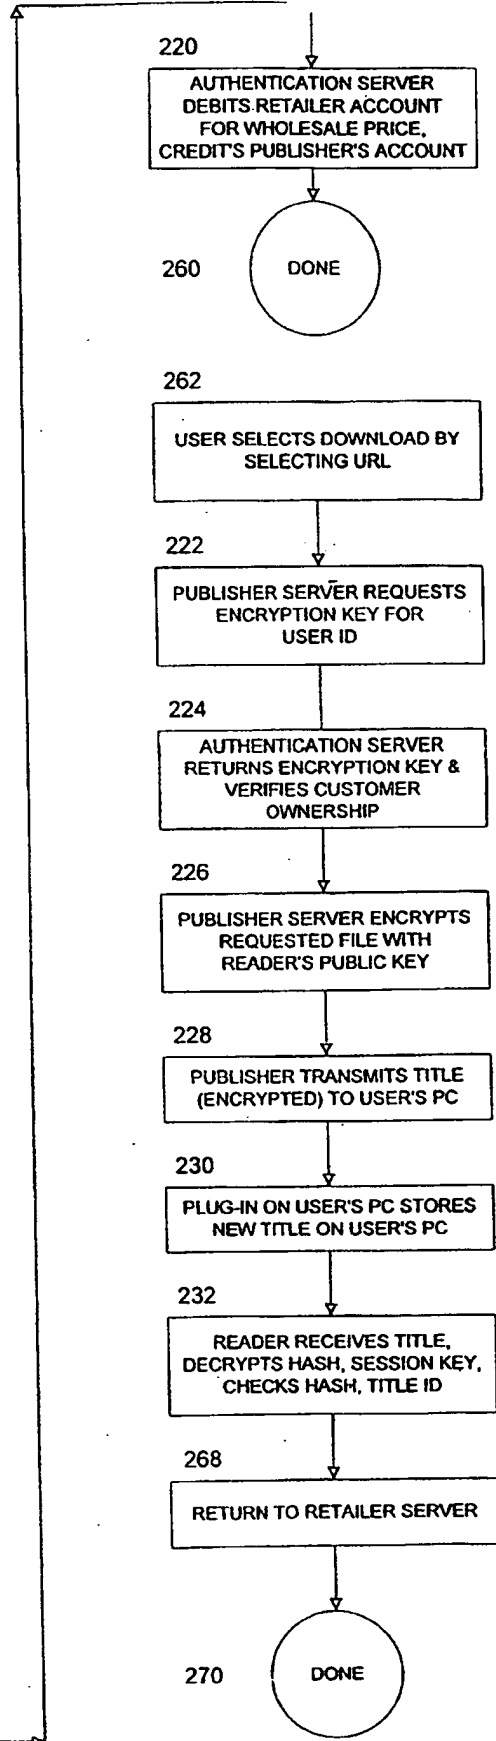 220
AUTHENTICATION SERVER
DEBITS RETAILER ACCOUNT
FOR WHOLESALE PRICE,
CREDIT'S PUBLISHER'S ACCOUNT
260
DONE
262
USER SELECTS DOWNLOAD BY
SELECTING URL
222
PUBLISHER SERVER REQUESTS
ENCRYPTION KEY FOR
USER ID
224
AUTHENTICATION SERVER
RETURNS ENCRYPTION KEY &
VERIFIES CUSTOMER
OWNERSHIP
226
PUBLISHER SERVER ENCRYPTS
REQUESTED FILE WITH
READER'S PUBLIC KEY
228
PUBLISHER TRANSMITS TITLE
(ENCRYPTED) TO USER'S PC
230
PLUG-IN ON USER'S PC STORES
NEW TITLE ON USER'S PC
232
READER RECEIVES TITLE,
DECRYPTS HASH, SESSION KEY,
CHECKS HASH, TITLE ID
268
RETURN TO RETAILER SERVER
270
DONE